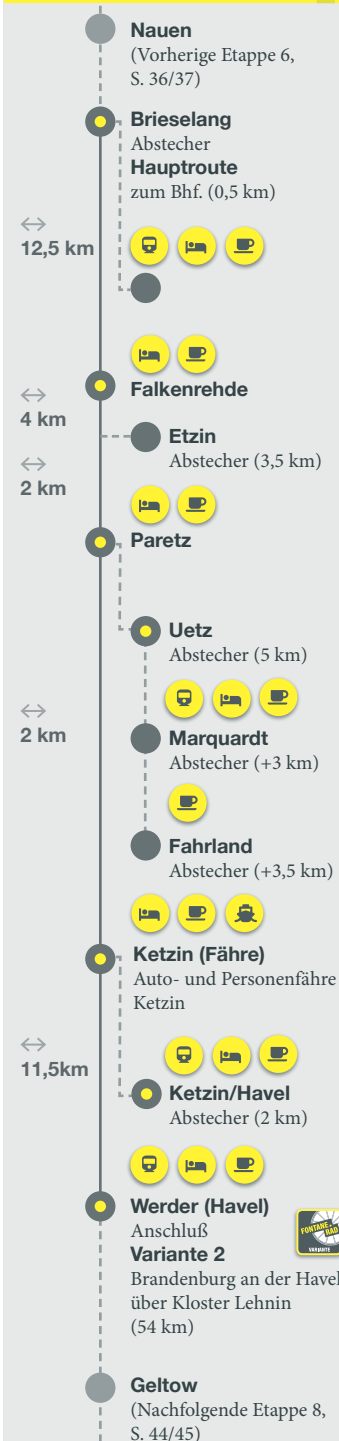 Nauen
(Vorherige Etappe 6,
S. 36/37)
Brieselang
Abstecher
Hauptroute
zum Bhf. (0,5 km)
↔
12,5 km
Falkenrehde
↔
4 km
Etzin
Abstecher (3,5 km)
↔
2 km
Paretz
Uetz
Abstecher (5 km)
↔
2 km
Marquardt
Abstecher (+3 km)
Fahrland
Abstecher (+3,5 km)
Ketzin (Fähre)
Auto- und Personenfähre
Ketzin
↔
11,5km
Ketzin/Havel
Abstecher (2 km)
Werder (Havel)
Anschluß
FONTANE.
RAD
VARIANTE
Variante 2
Brandenburg an der Havel
über Kloster Lehnin
(54 km)
Geltow
(Nachfolgende Etappe 8,
S. 44/45)